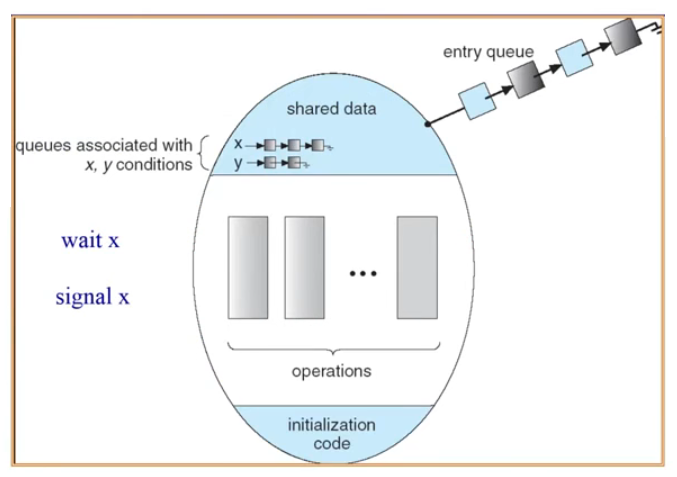 entry queue
shared data
queues associated with
x, y conditions
x
y
wait x
signal x
operations
initialization
code